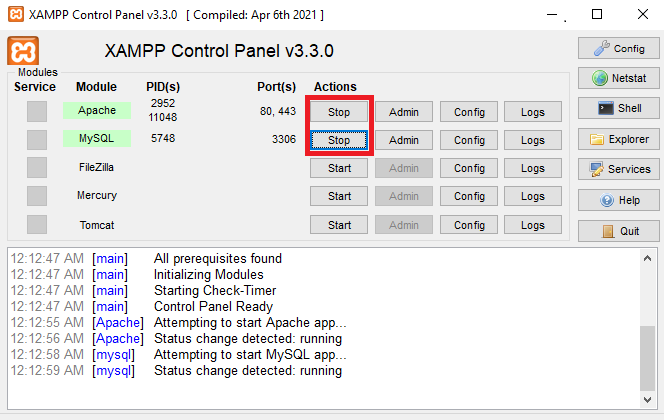 XAMPP Control Panel v3.3.0 [ Compiled: Apr 6th 2021 ]
XAMPP Control Panel v3.3.0
Config
Modules
Service Module PID(s) Port(s) Actions
Netstat
Apache 2952 11048 80, 443 Stop Admin Config Logs
Shell
MySQL 5748 3306 Stop Admin Config Logs
Explorer
FileZilla Start Admin Config Logs
Services
Mercury Start Admin Config Logs
Help
Tomcat Start Admin Config Logs
Quit
12:12:47 AM [main] All prerequisites found
12:12:47 AM [main] Initializing Modules
12:12:47 AM [main] Starting Check-Timer
12:12:47 AM [main] Control Panel Ready
12:12:55 AM [Apache] Attempting to start Apache app...
12:12:56 AM [Apache] Status change detected: running
12:12:58 AM [mysql] Attempting to start MySQL app...
12:12:59 AM [mysql] Status change detected: running